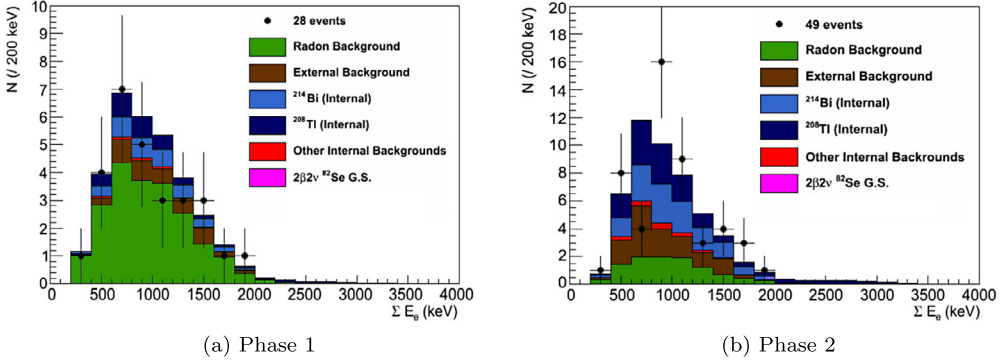 N (/ 200 keV)
10
9
8
7
6
5
4
3
2
1
0
28 events
Radon Background
External Background
²¹⁴Bi (Internal)
²⁰⁸Tl (Internal)
Other Internal Backgrounds
2β2ν ⁸²Se G.S.
500 1000 1500 2000 2500 3000 3500 4000
Σ Eₑ (keV)
(a) Phase 1
N (/ 200 keV)
20
18
16
14
12
10
8
6
4
2
0
49 events
Radon Background
External Background
²¹⁴Bi (Internal)
²⁰⁸Tl (Internal)
Other Internal Backrounds
2β2ν ⁸²Se G.S.
0 500 1000 1500 2000 2500 3000 3500 4000
Σ Eₑ (keV)
(b) Phase 2